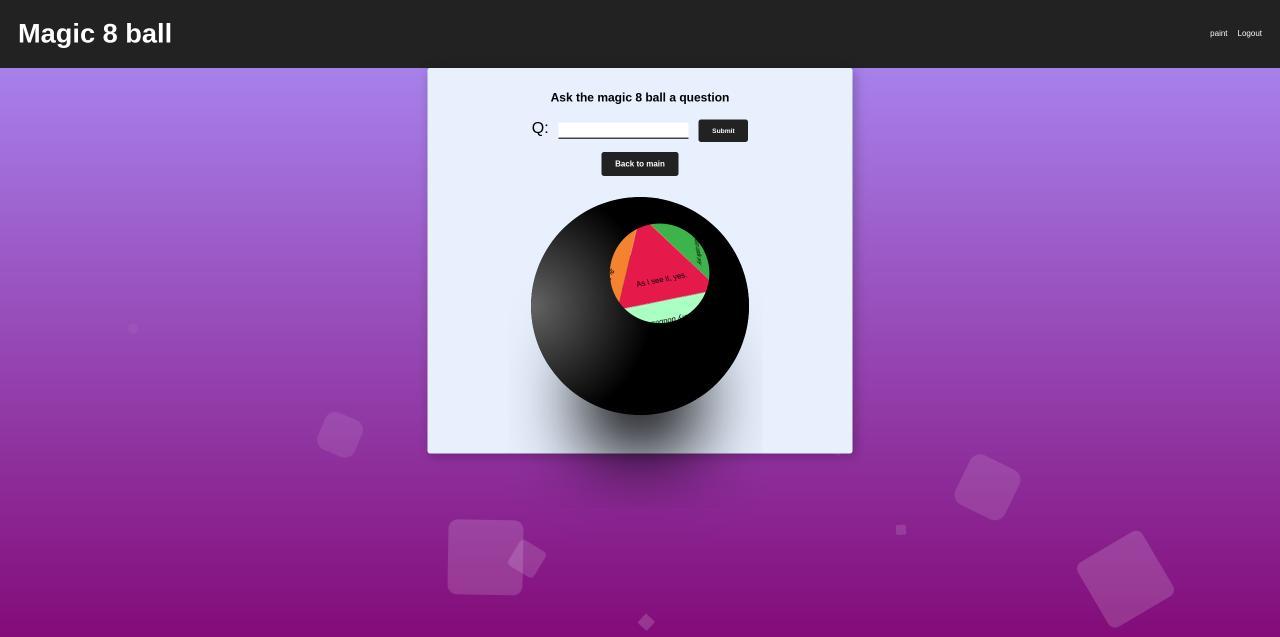 Magic 8 ball
paint
Logout
Ask the magic 8 ball a question
Q:
Submit
Back to main
As I see it, yes.